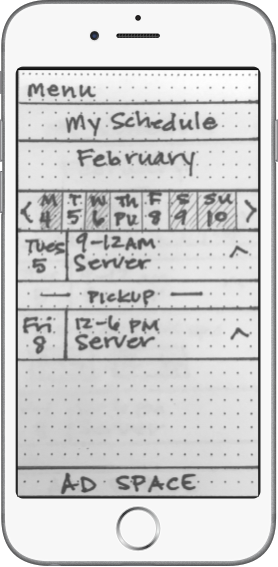 Menu
My Schedule
February
< M T W Th F S Su >
4 5 6 PU 8 9 10
Tues 9-12AM
5 Server
PICKUP
Fri 12-6 PM
8 Server
AD SPACE